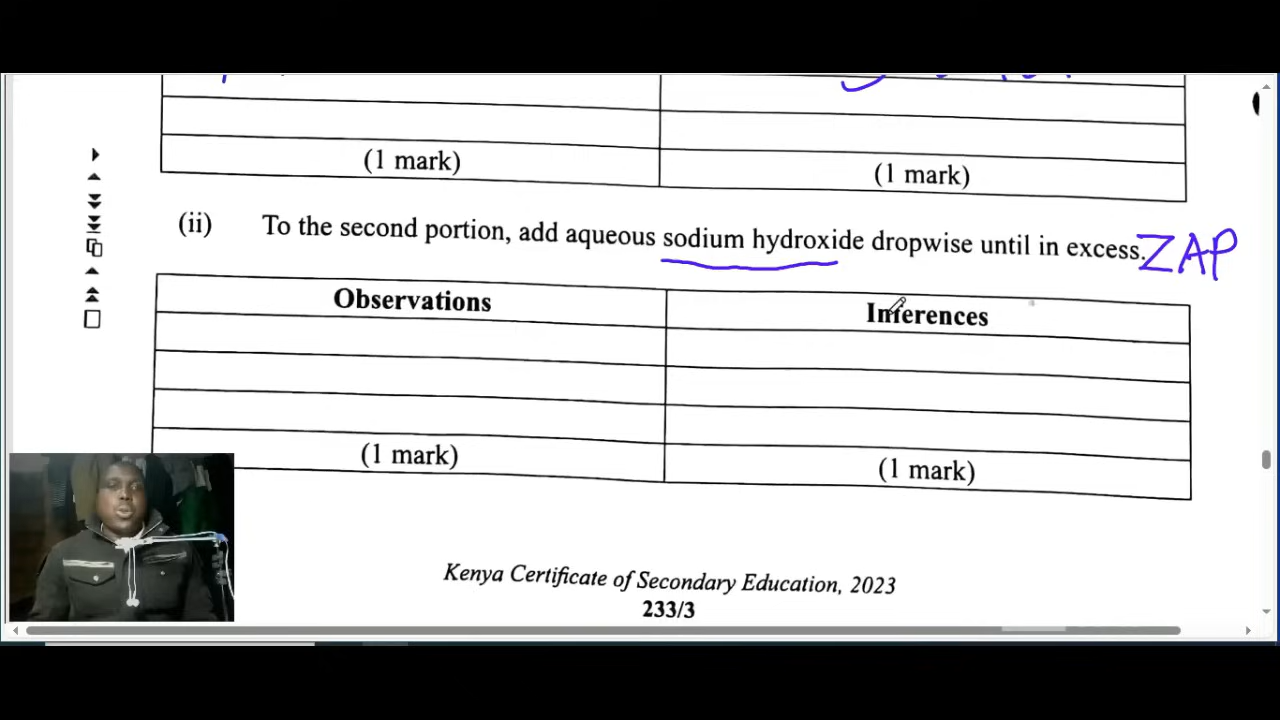 (1 mark) (1 mark)
(ii) To the second portion, add aqueous sodium hydroxide dropwise until in excess. ZAP
Observations Inferences
(1 mark) (1 mark)
Kenya Certificate of Secondary Education, 2023
233/3